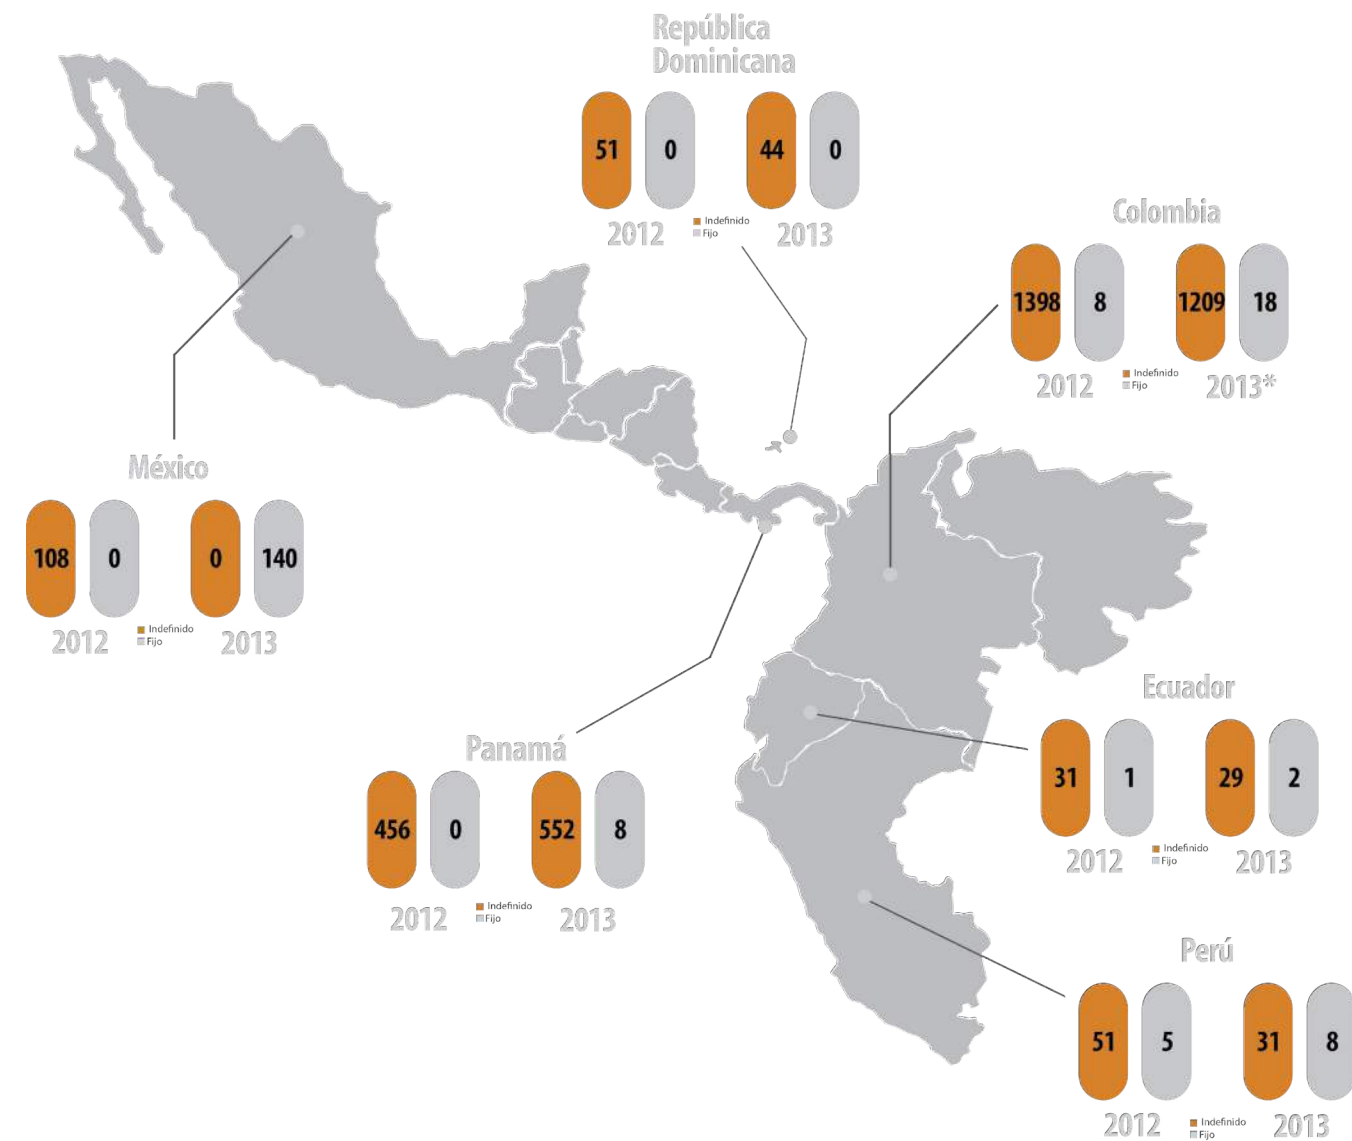 República
Dominicana
51 0 44 0
2012 Indefinido 2013
Fijo
Colombia
1398 8 1209 18
2012 Indefinido 2013*
Fijo
México
108 0 0 140
2012 Indefinido 2013
Fijo
Ecuador
31 1 29 2
2012 Indefinido 2013
Fijo
Panamá
456 0 552 8
2012 Indefinido 2013
Fijo
Perú
51 5 31 8
2012 Indefinido 2013
Fijo